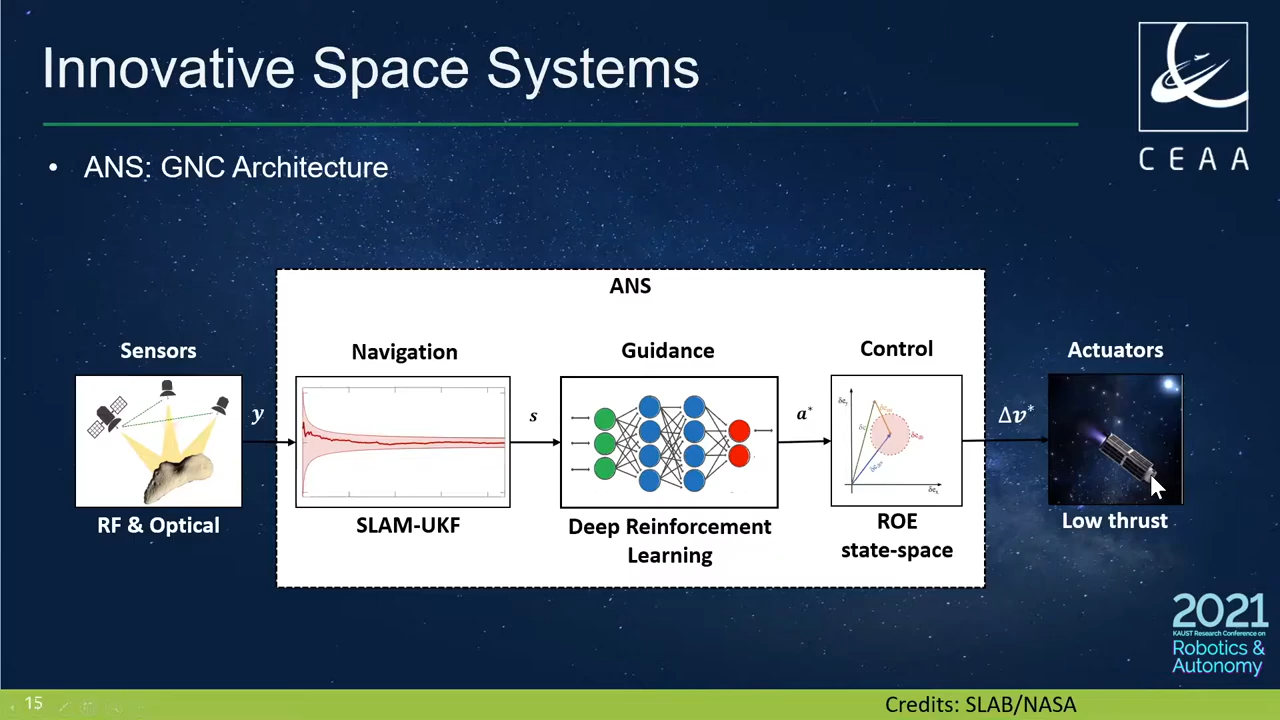 Innovative Space Systems
CEAA
• ANS: GNC Architecture
ANS
Sensors
Navigation
Guidance
Control
Actuators
y
s
a*
Δv*
RF & Optical
SLAM-UKF
Deep Reinforcement
Learning
ROE
state-space
Low thrust
2021
KAUST Research Conference on
Robotics &
Autonomy
15
Credits: SLAB/NASA